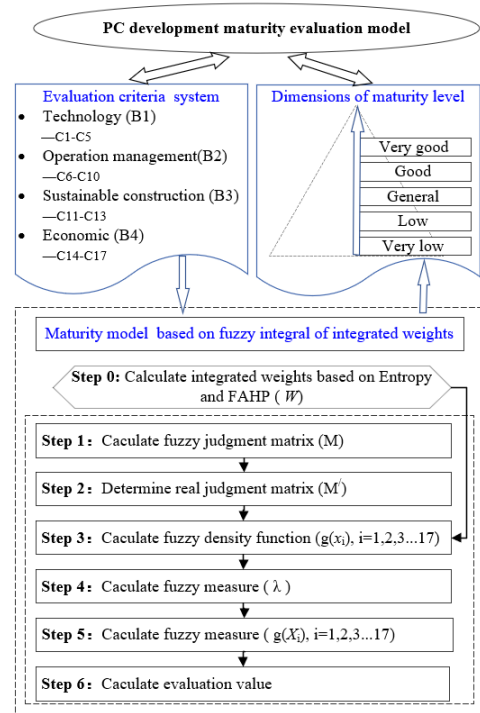 PC development maturity evaluation model
Evaluation criteria system
• Technology (B1)
—C1-C5
• Operation management(B2)
—C6-C10
• Sustainable construction (B3)
—C11-C13
• Economic (B4)
—C14-C17
Dimensions of maturity level
Very good
Good
General
Low
Very low
Maturity model based on fuzzy integral of integrated weights
Step 0: Calculate integrated weights based on Entropy
and FAHP ( W)
Step 1：Caculate fuzzy judgment matrix (M)
Step 2：Determine real judgment matrix (M/)
Step 3：Caculate fuzzy density function (g(xi), i=1,2,3...17)
Step 4：Caculate fuzzy measure ( λ )
Step 5：Caculate fuzzy measure ( g(Xi), i=1,2,3...17)
Step 6：Caculate evaluation value